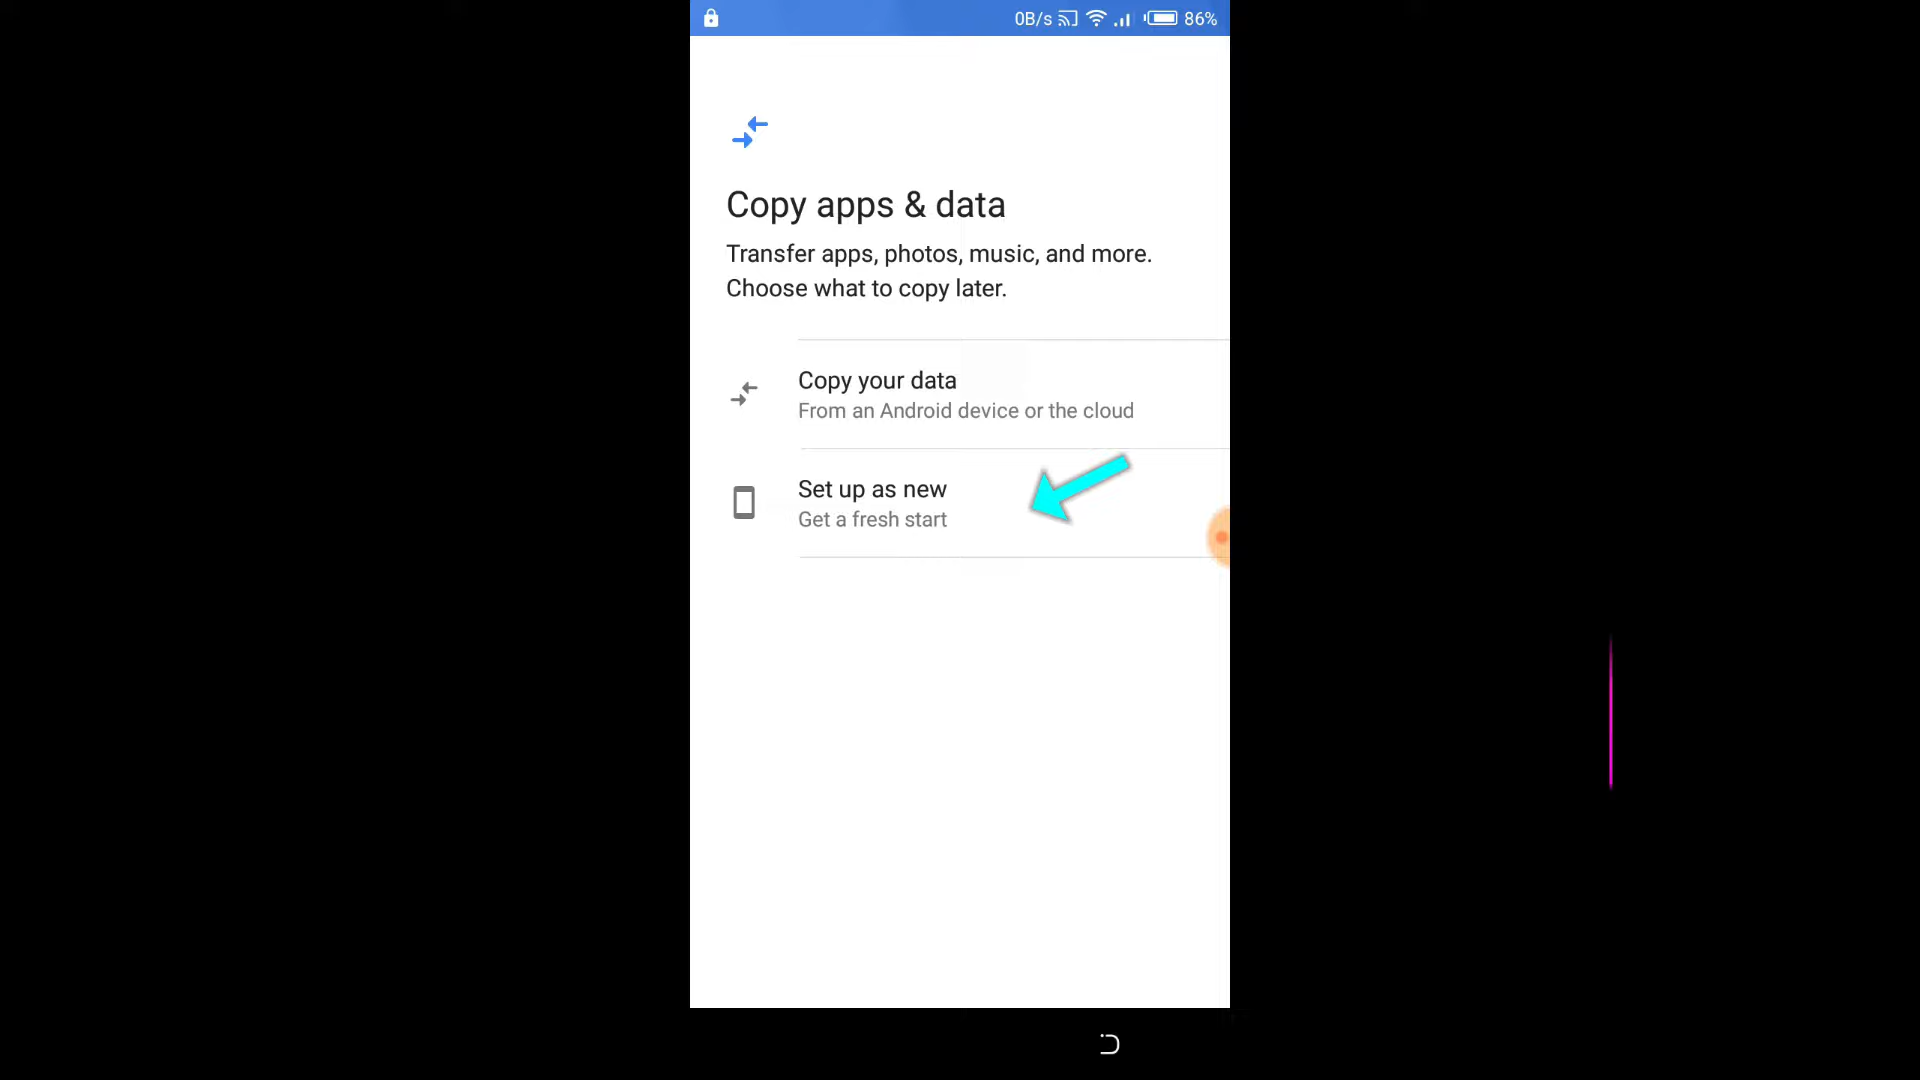 0B/s 86%
Copy apps & data
Transfer apps, photos, music, and more.
Choose what to copy later.
Copy your data
From an Android device or the cloud
Set up as new
Get a fresh start